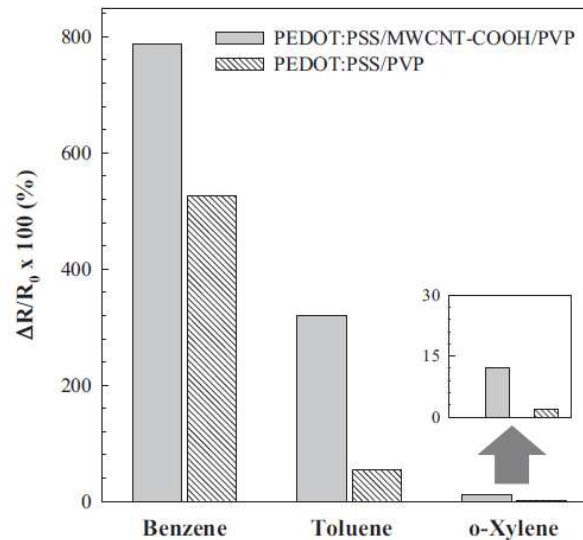 PEDOT:PSS/MWCNT-COOH/PVP
PEDOT:PSS/PVP
ΔR/R₀ x 100 (%)
800
600
400
200
0
30
15
0
Benzene Toluene o-Xylene